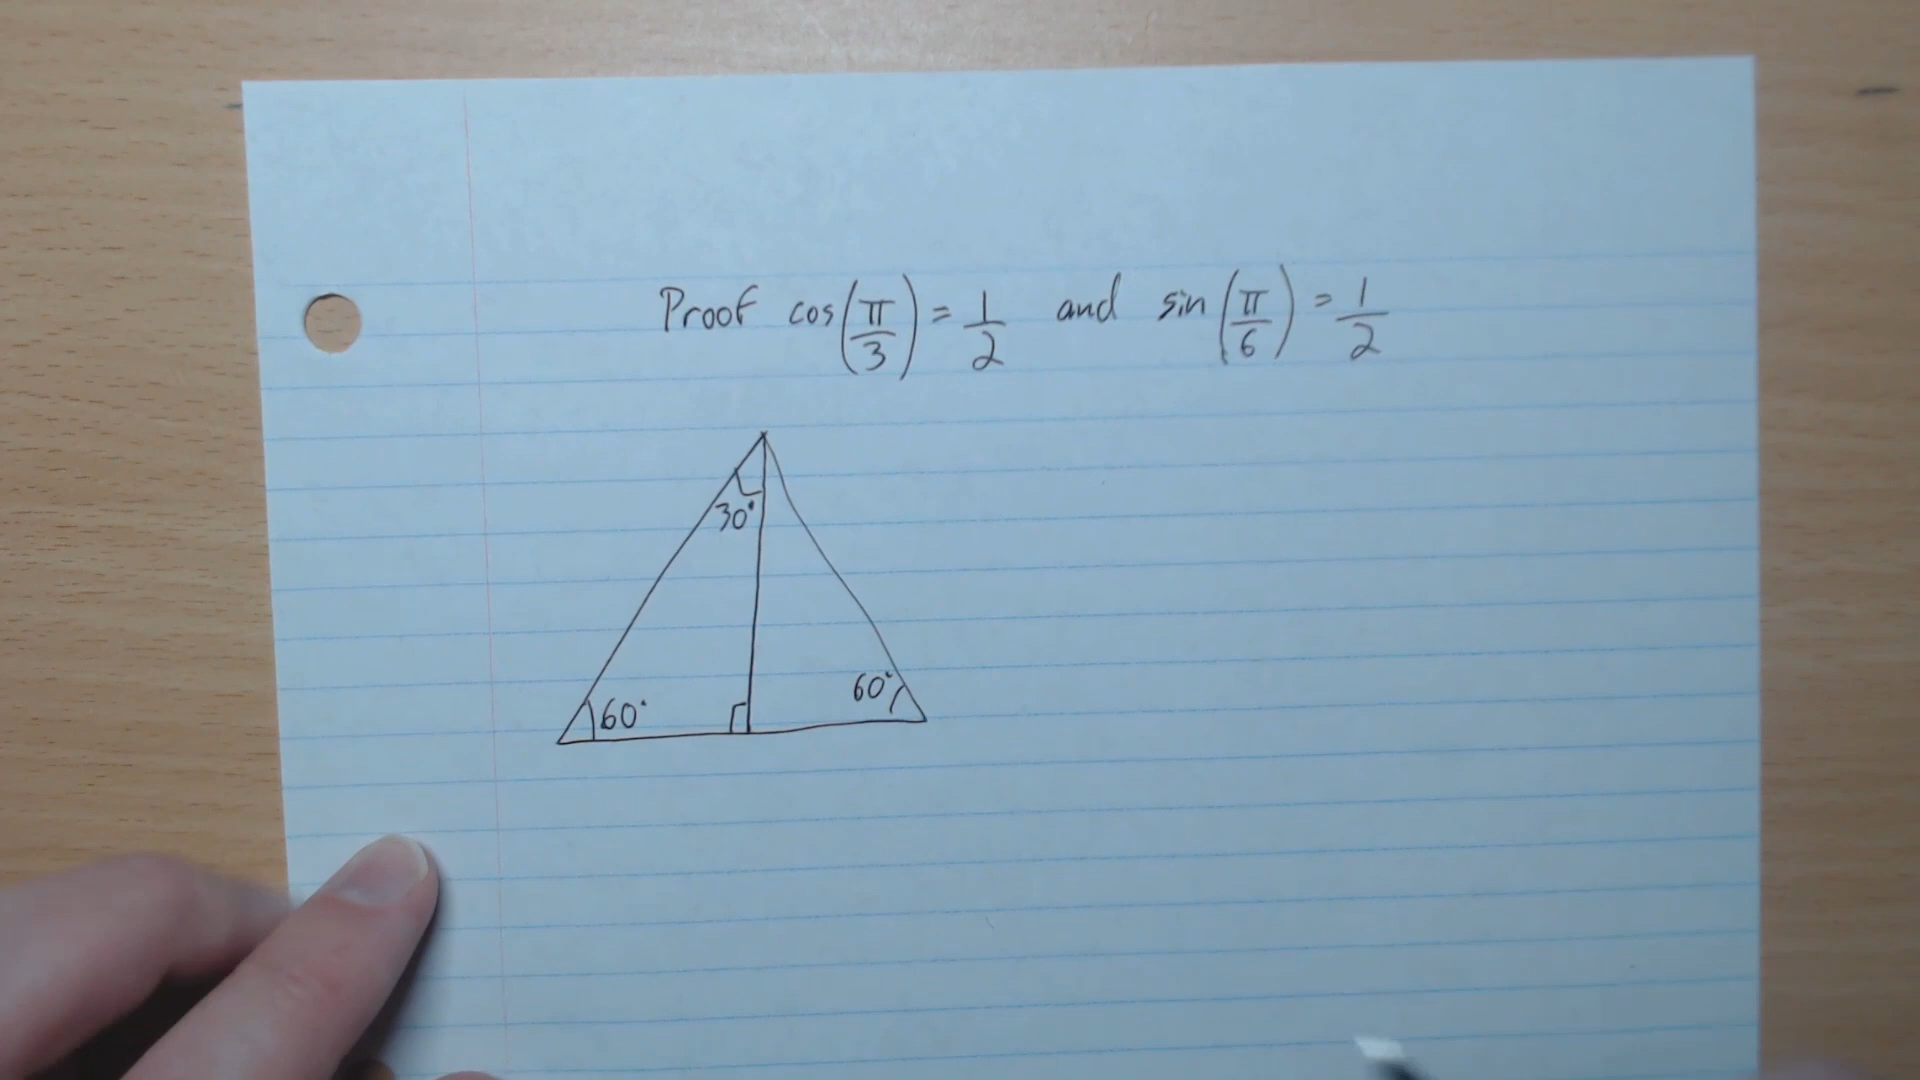 Proof cos(π/3) = 1/2 and sin(π/6) = 1/2
30°
60° 60°